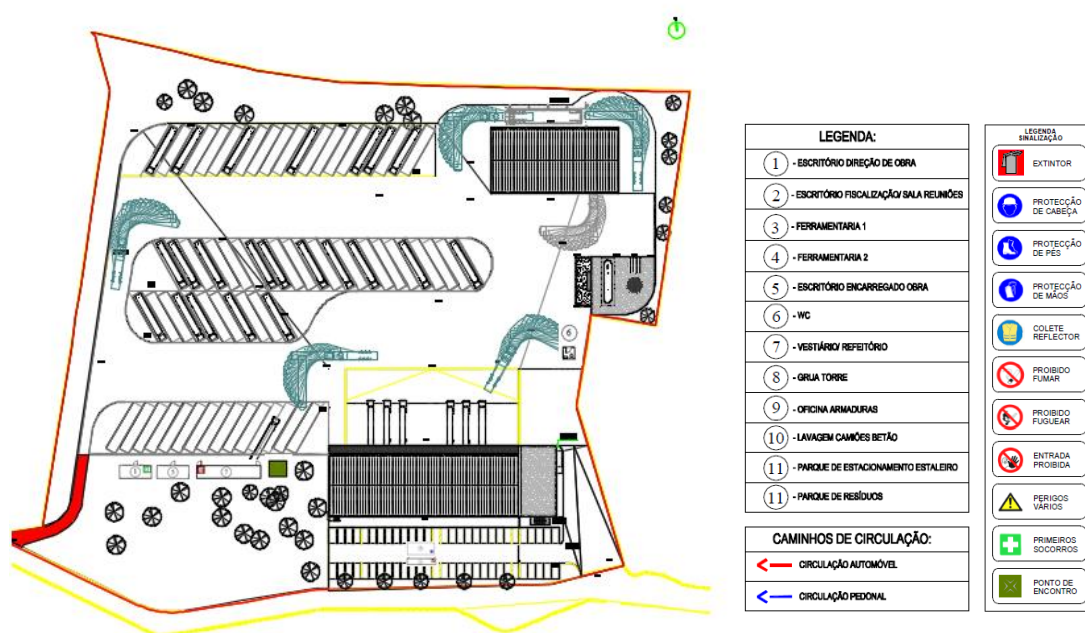 6
7
LEGENDA:
1 - ESCRITÓRIO DIREÇÃO DE OBRA
2 - ESCRITÓRIO FISCALIZAÇÃO/ SALA REUNIÕES
3 - FERRAMENTARIA 1
4 - FERRAMENTARIA 2
5 - ESCRITÓRIO ENCARREGADO OBRA
6 - WC
7 - VESTIÁRIO/ REFEITÓRIO
8 - GRUA TORRE
9 - OFICINA ARMADURAS
10 - LAVAGEM CAMIÕES BETÃO
11 - PARQUE DE ESTACIONAMENTO ESTALEIRO
11 - PARQUE DE RESÍDUOS
CAMINHOS DE CIRCULAÇÃO:
CIRCULAÇÃO AUTOMÓVEL
CIRCULAÇÃO PEDONAL
LEGENDA
SINALIZAÇÃO
EXTINTOR
PROTECÇÃO
DE CABEÇA
PROTECÇÃO
DE PÉS
PROTECÇÃO
DE MÃOS
COLETE
REFLECTOR
PROIBIDO
FUMAR
PROIBIDO
FUGUEAR
ENTRADA
PROIBIDA
PERIGOS
VÁRIOS
PRIMEIROS
SOCORROS
PONTO DE
ENCONTRO